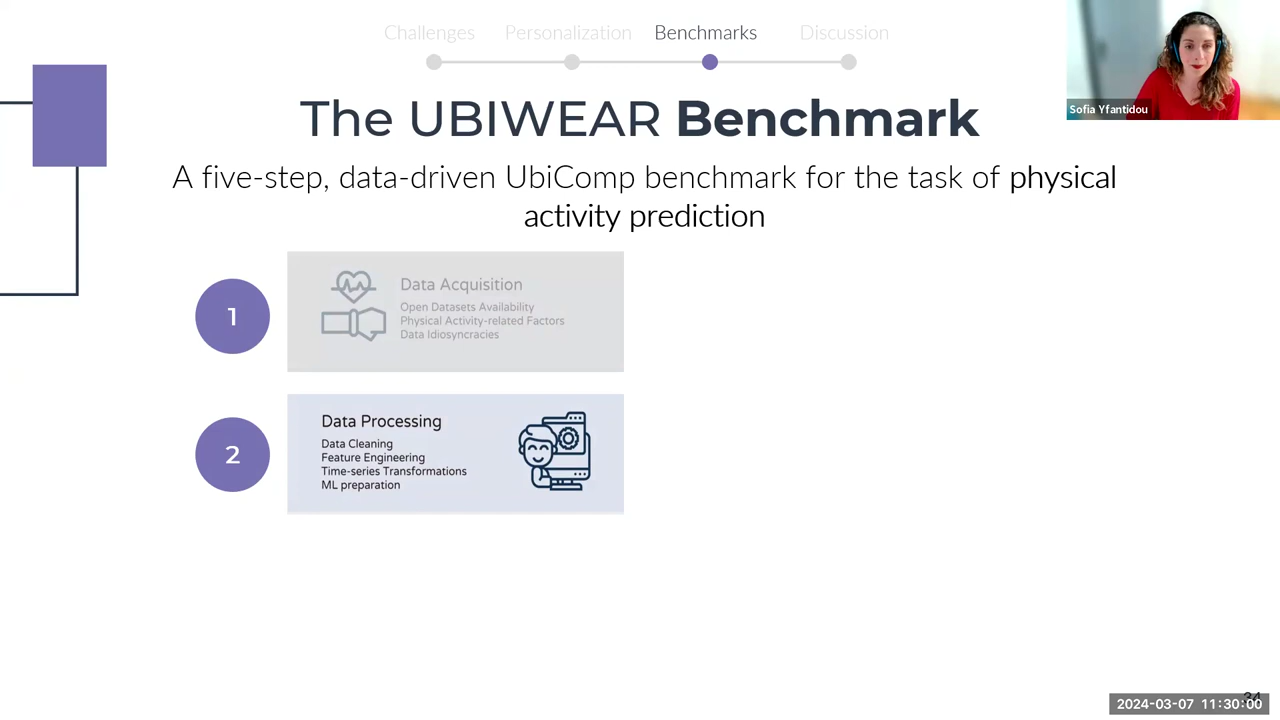 Challenges Personalization Benchmarks Discussion
Sofia Yfantidou
The UBIWEAR Benchmark
A five-step, data-driven UbiComp benchmark for the task of physical
activity prediction
1
Data Acquisition
Open Datasets Availability
Physical Activity-related Factors
Data Idiosyncracies
2
Data Processing
Data Cleaning
Feature Engineering
Time-series Transformations
ML preparation
34
2024-03-07 11:30:00